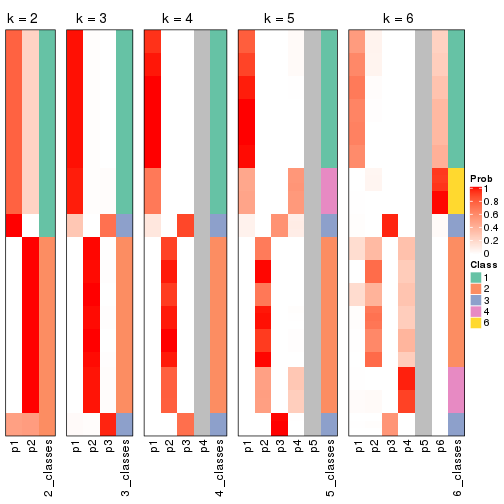 k = 2
k = 3
k = 4
k = 5
k = 6
Prob
1
0.8
0.6
0.4
0.2
0
Class
1
2
3
4
6
p1
p2
2_classes
p1
p2
p3
3_classes
p1
p2
p3
p4
4_classes
p1
p2
p3
p4
p5
5_classes
p1
p2
p3
p4
p5
p6
6_classes